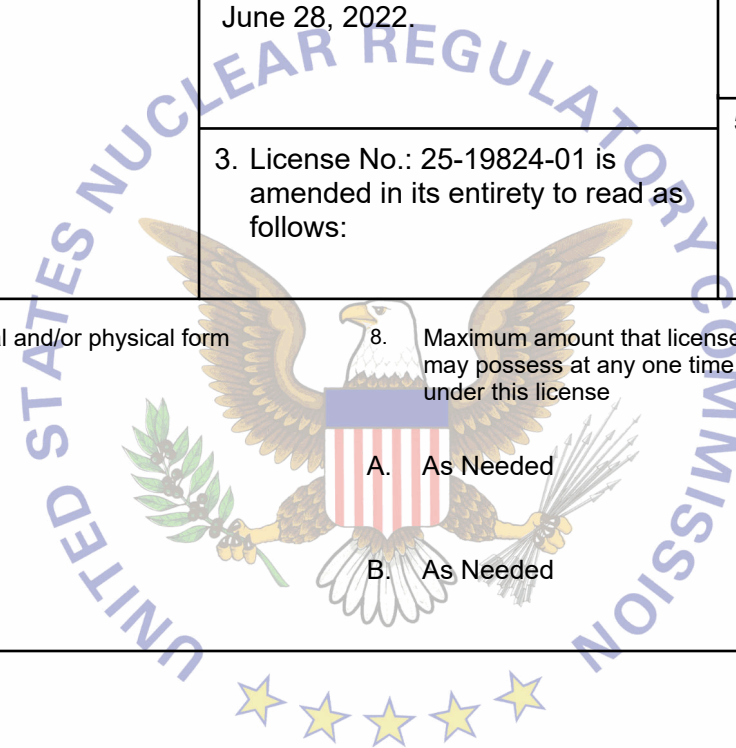 June 28, 2022.
3. License No.: 25-19824-01 is
amended in its entirety to read as
follows:
and/or physical form
8. Maximum amount that license
may possess at any one time
under this license
A. As Needed
B. As Needed
UNITED STATES NUCLEAR REGULATORY COMMISSION